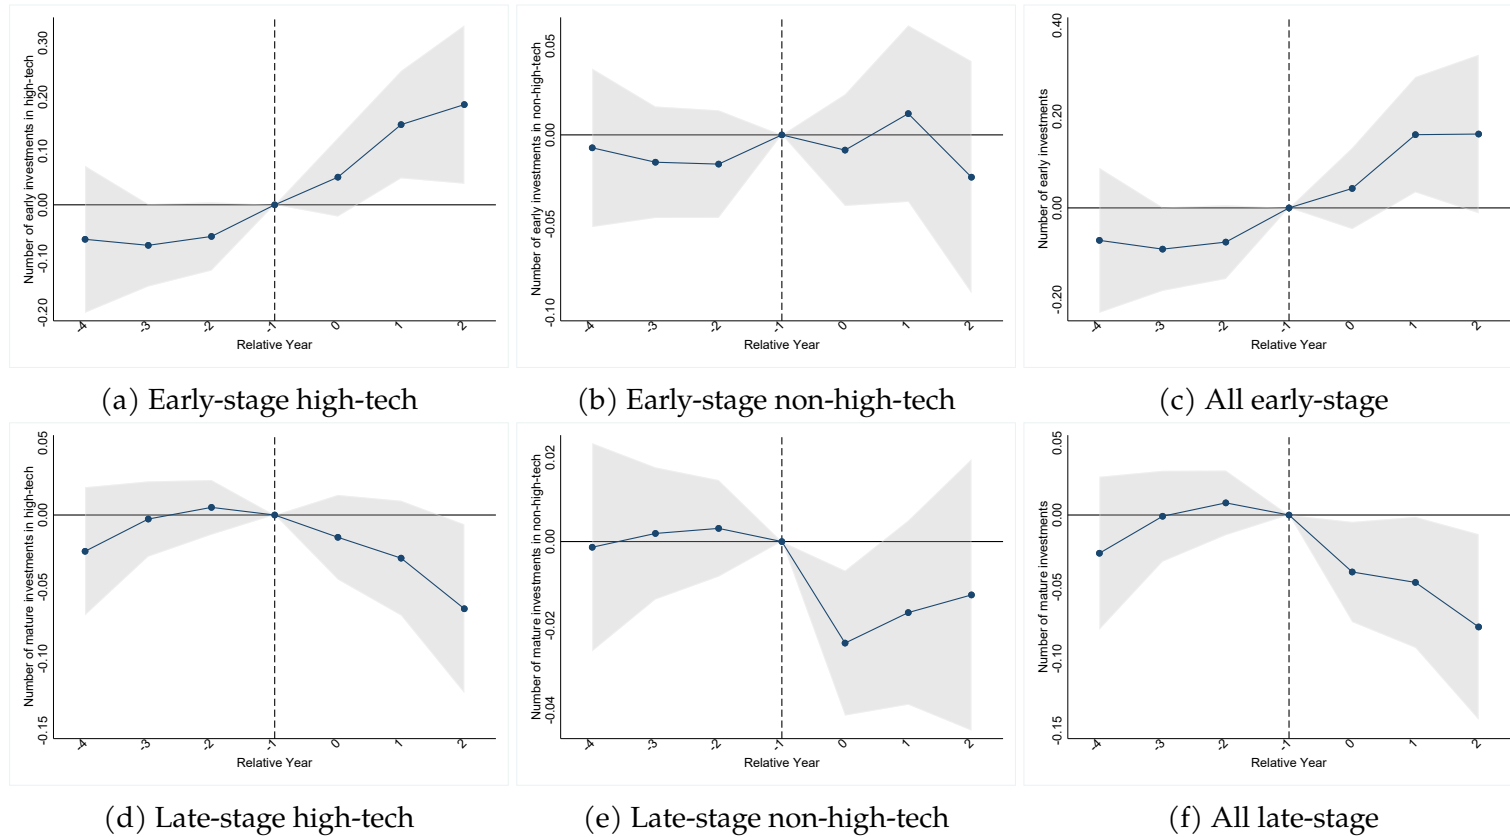 Number of early investments in high-tech
0.30
0.20
0.10
0.00
-0.10
-0.20
-4 -3 -2 -1 0 1 2
Relative Year
(a) Early-stage high-tech
Number of early investments in non-high-tech
0.05
0.00
-0.05
-0.10
-4 -3 -2 -1 0 1 2
Relative Year
(b) Early-stage non-high-tech
Number of early investments
0.40
0.20
0.00
-0.20
-4 -3 -2 -1 0 1 2
Relative Year
(c) All early-stage
Number of mature investments in high-tech
0.05
0.00
-0.05
-0.10
-0.15
-4 -3 -2 -1 0 1 2
Relative Year
(d) Late-stage high-tech
Number of mature investments in non-high-tech
0.02
0.00
-0.02
-0.04
-4 -3 -2 -1 0 1 2
Relative Year
(e) Late-stage non-high-tech
Number of mature investments
0.05
0.00
-0.05
-0.10
-0.15
-4 -3 -2 -1 0 1 2
Relative Year
(f) All late-stage